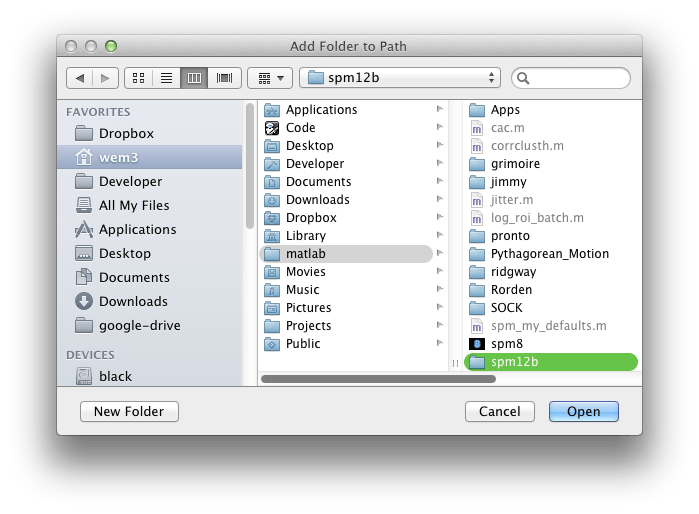 Add Folder to Path
spm12b
FAVORITES
Dropbox
wem3
Developer
All My Files
Applications
Desktop
Documents
Downloads
google-drive
DEVICES
black
Applications
Code
Desktop
Developer
Documents
Downloads
Dropbox
Library
matlab
Movies
Music
Pictures
Projects
Public
Apps
cac.m
corrclusth.m
grimoire
jimmy
jitter.m
log_roi_batch.m
pronto
Pythagorean_Motion
ridgway
Rorden
SOCK
spm_my_defaults.m
spm8
spm12b
New Folder
Cancel
Open